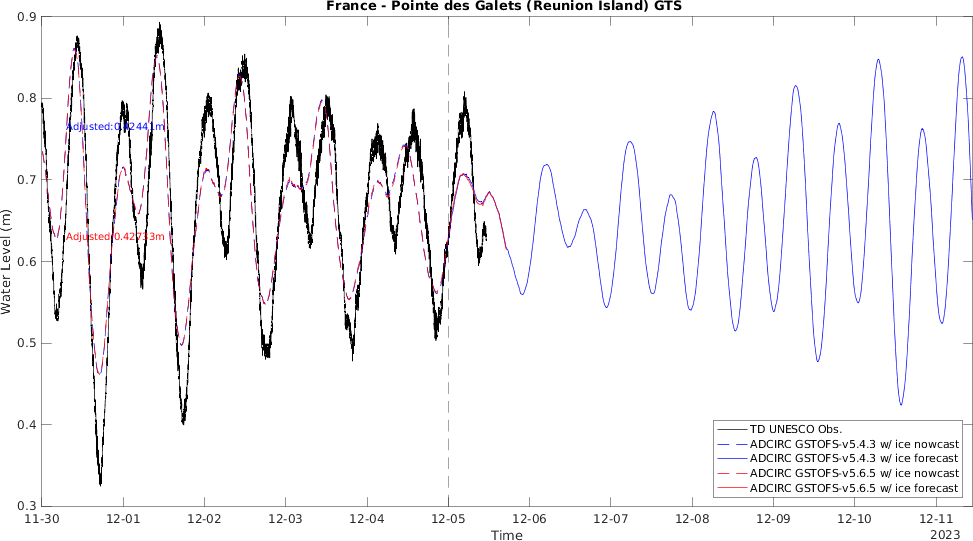 France - Pointe des Galets (Reunion Island) GTS
0.9
0.8
0.7
0.6
0.5
0.4
0.3
Water Level (m)
Adjusted:0.42441m
TD UNESCO Obs.
ADCIRC GSTOFS-v5.4.3 w/ ice nowcast
ADCIRC GSTOFS-v5.4.3 w/ ice forecast
ADCIRC GSTOFS-v5.6.5 w/ ice nowcast
ADCIRC GSTOFS-v5.6.5 w/ ice forecast
11-30
12-01
12-02
12-03
12-04
12-05
12-06
12-07
12-08
12-09
12-10
12-11
Time
2023